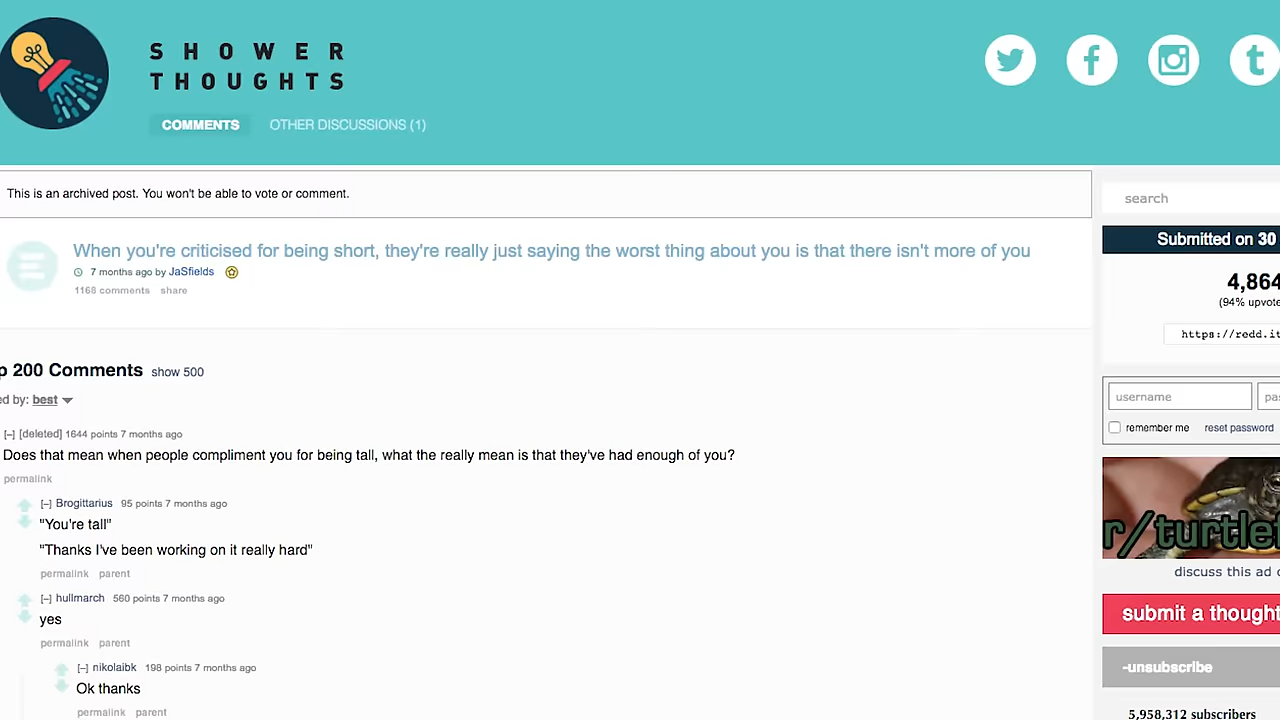 SHOWER
THOUGHTS
COMMENTS OTHER DISCUSSIONS (1)
This is an archived post. You won't be able to vote or comment.
When you're criticised for being short, they're really just saying the worst thing about you is that there isn't more of you
7 months ago by JaSfields
1168 comments share
p 200 Comments show 500
ed by: best
[–] [deleted] 1644 points 7 months ago
Does that mean when people compliment you for being tall, what the really mean is that they've had enough of you?
permalink
[–] Brogittarius 95 points 7 months ago
"You're tall"
"Thanks I've been working on it really hard"
permalink parent
[–] hullmarch 560 points 7 months ago
yes
permalink parent
[–] nikolaibk 198 points 7 months ago
Ok thanks
permalink parent
search
Submitted on 30
4,864
(94% upvote
https://redd.it
username pas
remember me reset password
r/turtle
discuss this ad
submit a thought
-unsubscribe
5,958,312 subscribers